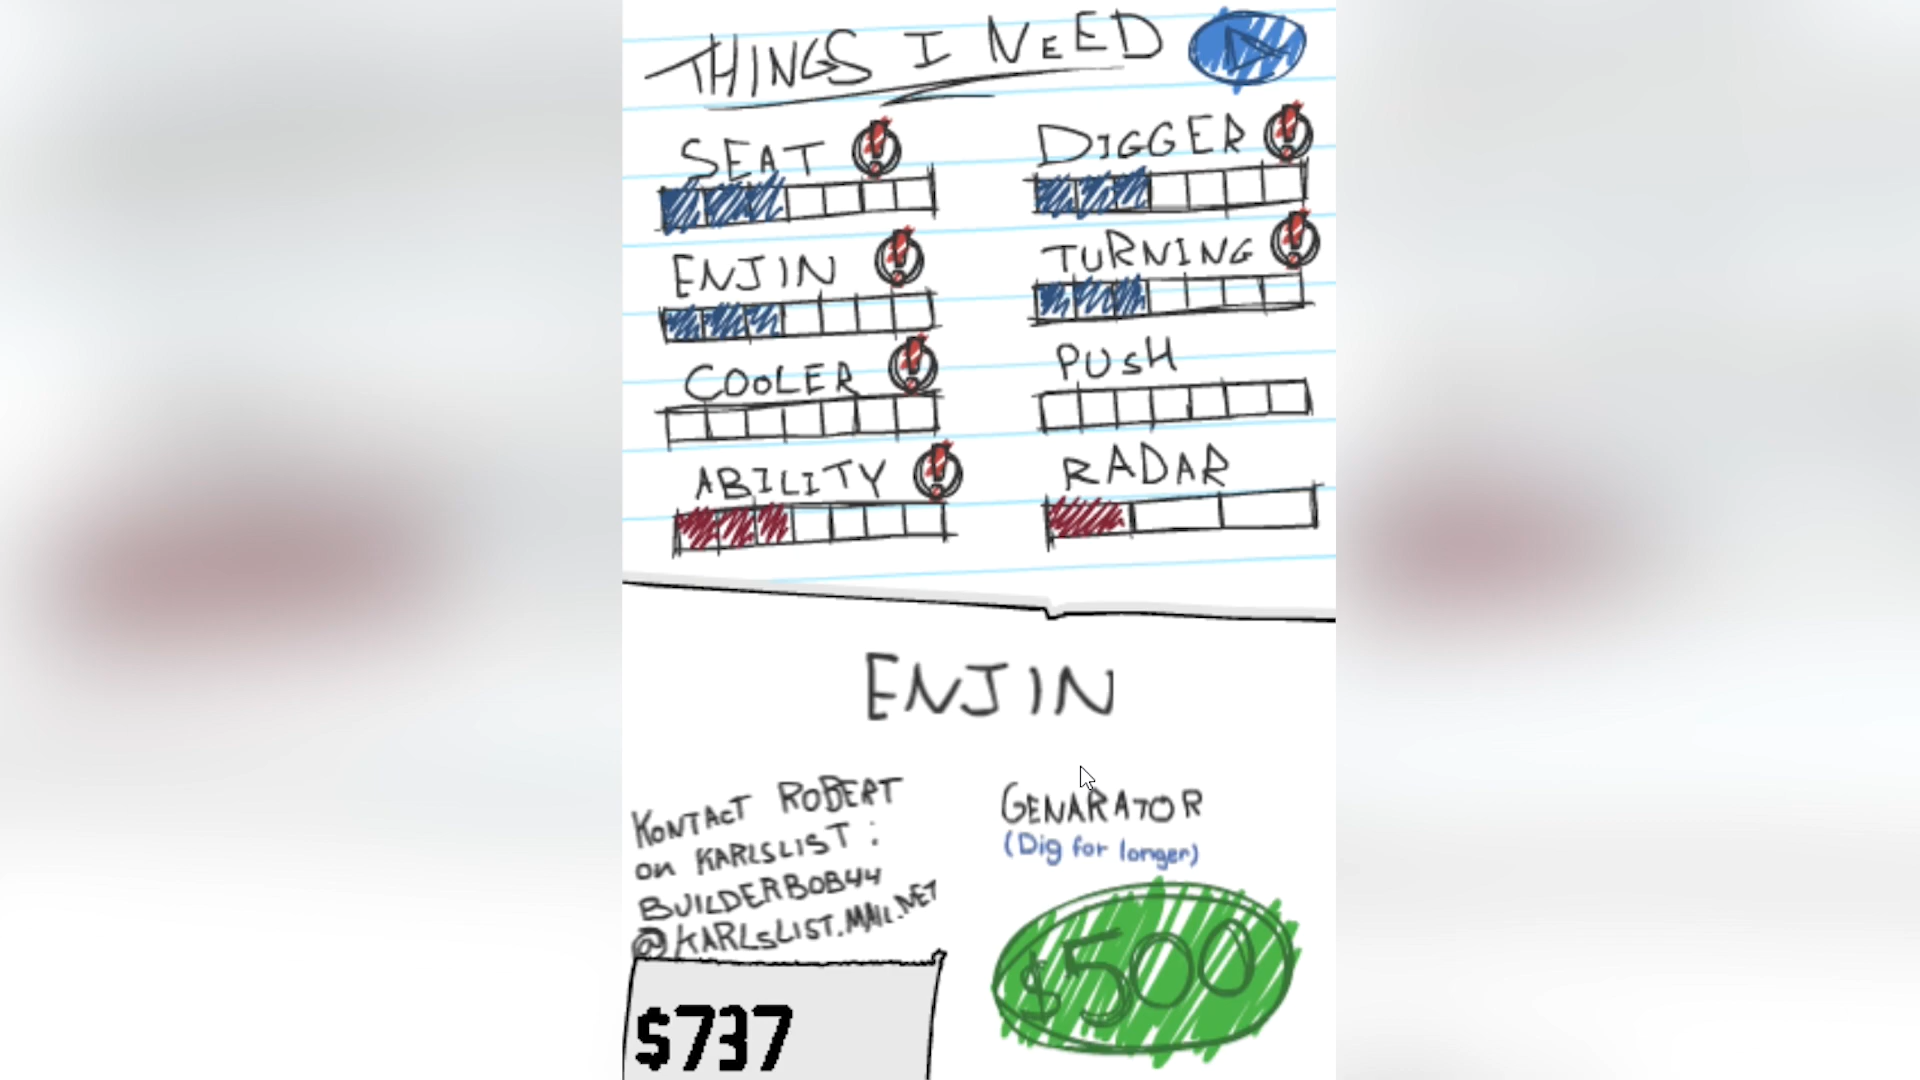 THINGS I NEED
SEAT
DIGGER
ENJIN
TURNING
COOLER
PUSH
ABILITY
RADAR
ENJIN
KONTACT ROBERT
on KARLSLIST:
BUILDERBOB44
@KARLSLIST.MAIL.NET
GENARATOR
(Dig for longer)
$500
$737